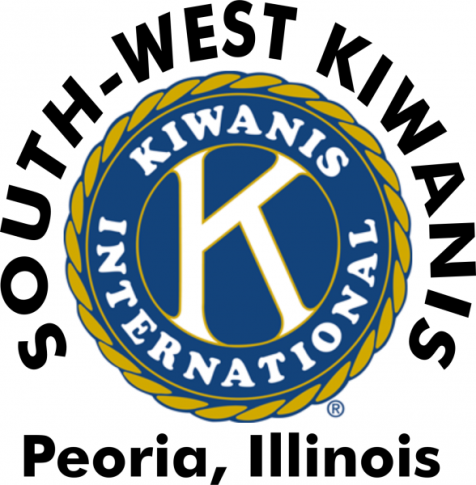 SOUTH-WEST KIWANIS
KIWANIS
INTERNATIONAL
K
®
Peoria, Illinois